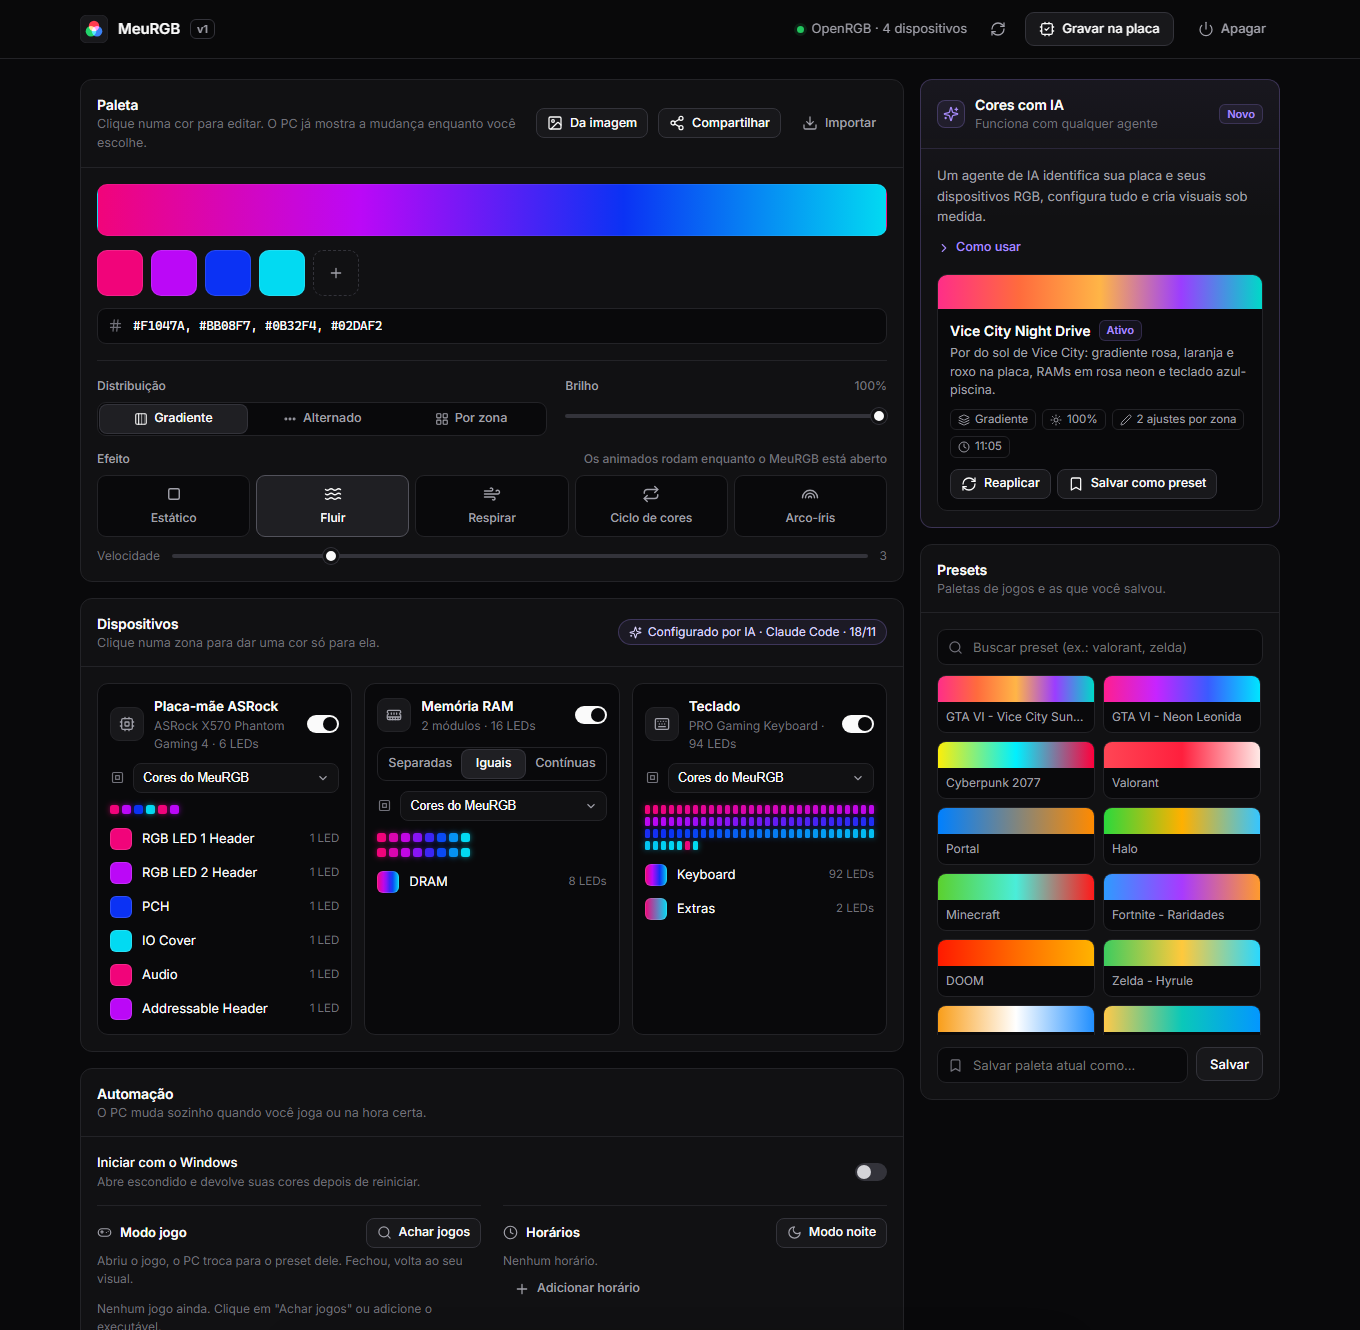 MeuRGB v1
OpenRGB · 4 dispositivos
Gravar na placa
Apagar
Paleta
Clique numa cor para editar. O PC já mostra a mudança enquanto você
escolhe.
Da imagem
Compartilhar
Importar
#F1047A, #BB08F7, #0B32F4, #02DAF2
Distribuição
Gradiente
Alternado
Por zona
Brilho
100%
Efeito
Os animados rodam enquanto o MeuRGB está aberto
Estático
Fluir
Respirar
Ciclo de cores
Arco-íris
Velocidade
3
Dispositivos
Clique numa zona para dar uma cor só para ela.
Configurado por IA · Claude Code · 18/11
Placa-mãe ASRock
ASRock X570 Phantom
Gaming 4 · 6 LEDs
Cores do MeuRGB
RGB LED 1 Header
1 LED
RGB LED 2 Header
1 LED
PCH
1 LED
IO Cover
1 LED
Audio
1 LED
Addressable Header
1 LED
Memória RAM
2 módulos · 16 LEDs
Separadas
Iguais
Contínuas
Cores do MeuRGB
DRAM
8 LEDs
Teclado
PRO Gaming Keyboard ·
94 LEDs
Cores do MeuRGB
Keyboard
92 LEDs
Extras
2 LEDs
Automação
O PC muda sozinho quando você joga ou na hora certa.
Iniciar com o Windows
Abre escondido e devolve suas cores depois de reiniciar.
Modo jogo
Achar jogos
Abriu o jogo, o PC troca para o preset dele. Fechou, volta ao seu
visual.
Nenhum jogo ainda. Clique em "Achar jogos" ou adicione o
executável.
Horários
Modo noite
Nenhum horário.
Adicionar horário
Cores com IA
Funciona com qualquer agente
Novo
Um agente de IA identifica sua placa e seus
dispositivos RGB, configura tudo e cria visuais sob
medida.
Como usar
Vice City Night Drive
Ativo
Por do sol de Vice City: gradiente rosa, laranja e
roxo na placa, RAMs em rosa neon e teclado azul-
piscina.
Gradiente
100%
2 ajustes por zona
11:05
Reaplicar
Salvar como preset
Presets
Paletas de jogos e as que você salvou.
Buscar preset (ex.: valorant, zelda)
GTA VI - Vice City Sun...
GTA VI - Neon Leonida
Cyberpunk 2077
Valorant
Portal
Halo
Minecraft
Fortnite - Raridades
DOOM
Zelda - Hyrule
Salvar paleta atual como...
Salvar